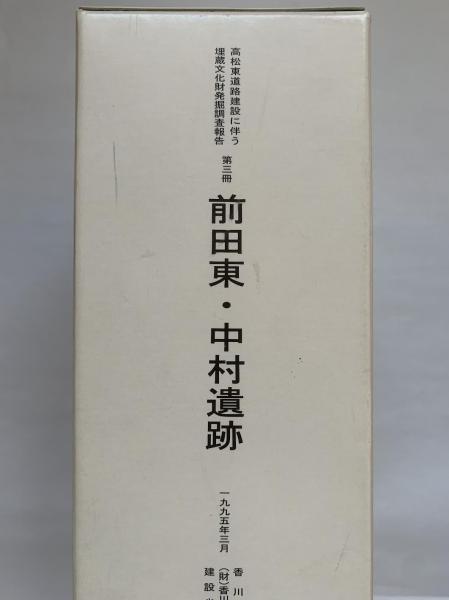 高松東道路建設に伴う
埋蔵文化財発掘調査報告
第三冊
前田東・中村遺跡
一九九五年三月
香川
（財）香川
建設